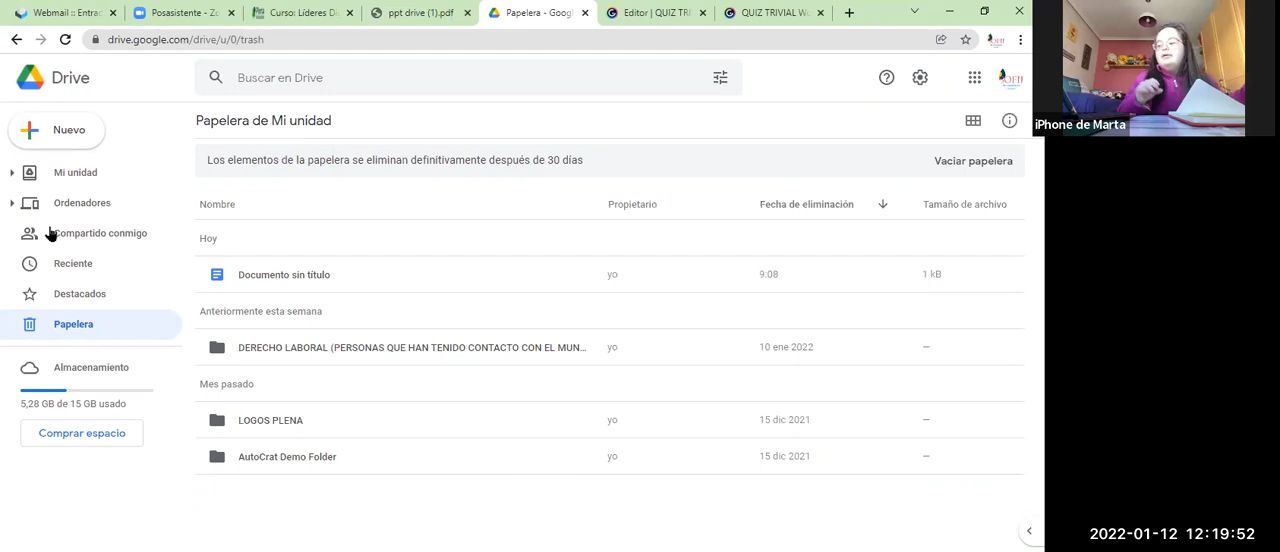 Webmail :: Entrad
Posasistente - Zo
Curso: Líderes Di
ppt drive (1).pdf
Papelera - Googl
Editor | QUIZ TRI
QUIZ TRIVIAL W
drive.google.com/drive/u/0/trash
Drive
Buscar en Drive
iPhone de Marta
Nuevo
Papelera de Mi unidad
Los elementos de la papelera se eliminan definitivamente después de 30 días
Vaciar papelera
Mi unidad
Ordenadores
Compartido conmigo
Reciente
Destacados
Papelera
Almacenamiento
5,28 GB de 15 GB usado
Comprar espacio
Nombre Propietario Fecha de eliminación Tamaño de archivo
Hoy
Documento sin título yo 9:08 1 kB
Anteriormente esta semana
DERECHO LABORAL (PERSONAS QUE HAN TENIDO CONTACTO CON EL MUN... yo 10 ene 2022 —
Mes pasado
LOGOS PLENA yo 15 dic 2021 —
AutoCrat Demo Folder yo 15 dic 2021 —
2022-01-12 12:19:52